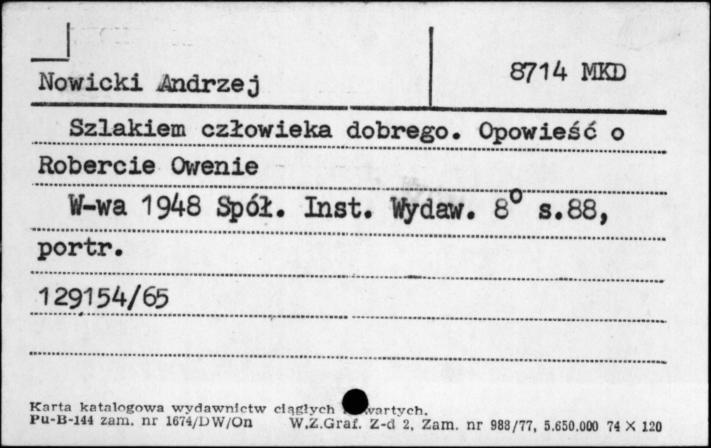 Nowicki Andrzej
8714 MKD
Szlakiem człowieka dobrego. Opowieść o
Robercie Owenie
W-wa 1948 Spół. Inst. Wydaw. 8° s.88,
portr.
129154/65
Karta katalogowa wydawnictw ciągłych wartych.
Pu-B-144 zam. nr 1674/DW/On W.Z.Graf. Z-d 2, Zam. nr 988/77, 5.650.000 74 X 120